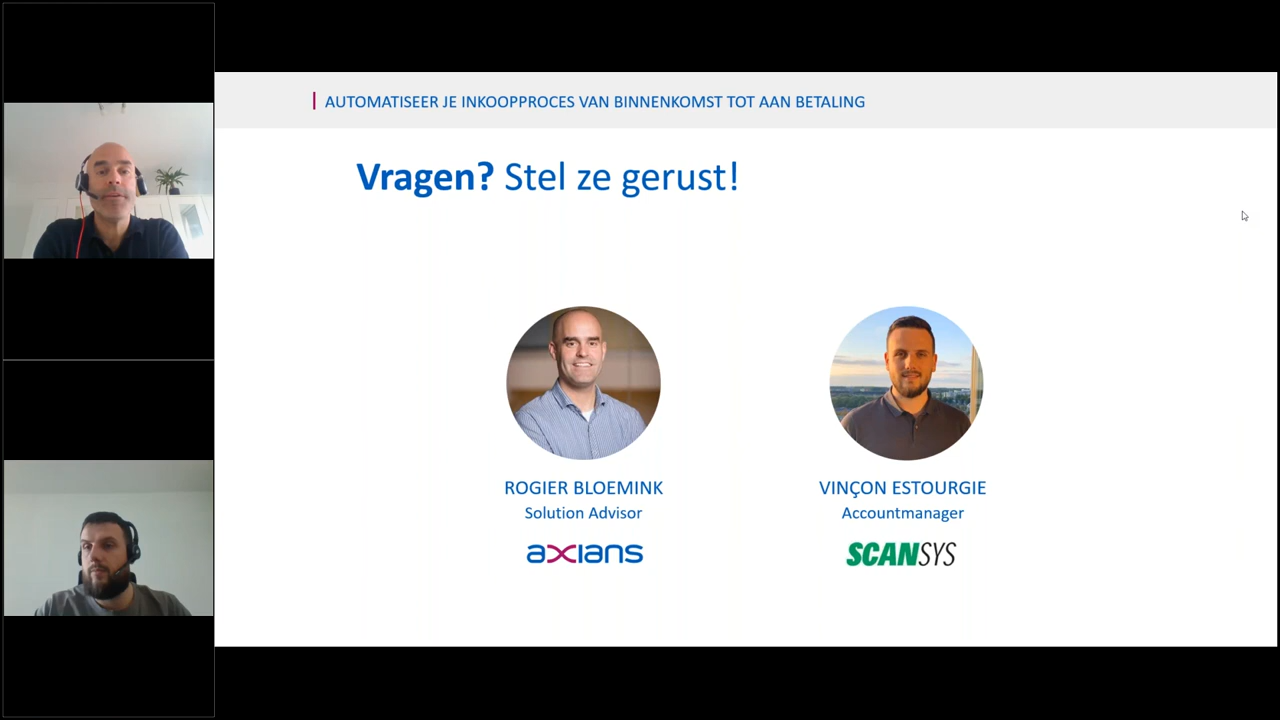 AUTOMATISEER JE INKOOPPROCES VAN BINNENKOMST TOT AAN BETALING
Vragen? Stel ze gerust!
ROGIER BLOEMINK
Solution Advisor
axians
VINÇON ESTOURGIE
Accountmanager
SCANSYS